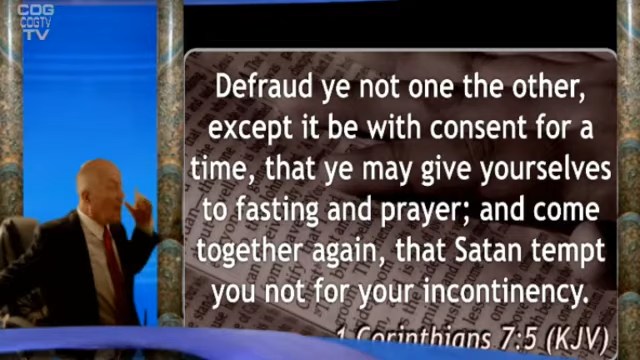 CDG
COGTV
TV
Defraud ye not one the other,
except it be with consent for a
time, that ye may give yourselves
to fasting and prayer; and come
together again, that Satan tempt
you not for your incontinency.
1 Corinthians 7:5 (KJV)